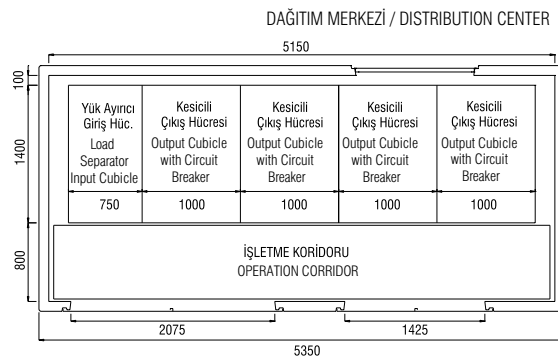 DAĞITIM MERKEZİ / DISTRIBUTION CENTER
5150
100
1400
800
Yük Ayırıcı
Giriş Hüc.
Load
Separator
Input Cubicle
750
Kesicili
Çıkış Hücresi
Output Cubicle
with Circuit
Breaker
1000
Kesicili
Çıkış Hücresi
Output Cubicle
with Circuit
Breaker
1000
Kesicili
Çıkış Hücresi
Output Cubicle
with Circuit
Breaker
1000
Kesicili
Çıkış Hücresi
Output Cubicle
with Circuit
Breaker
1000
İŞLETME KORİDORU
OPERATION CORRIDOR
2075
1425
5350